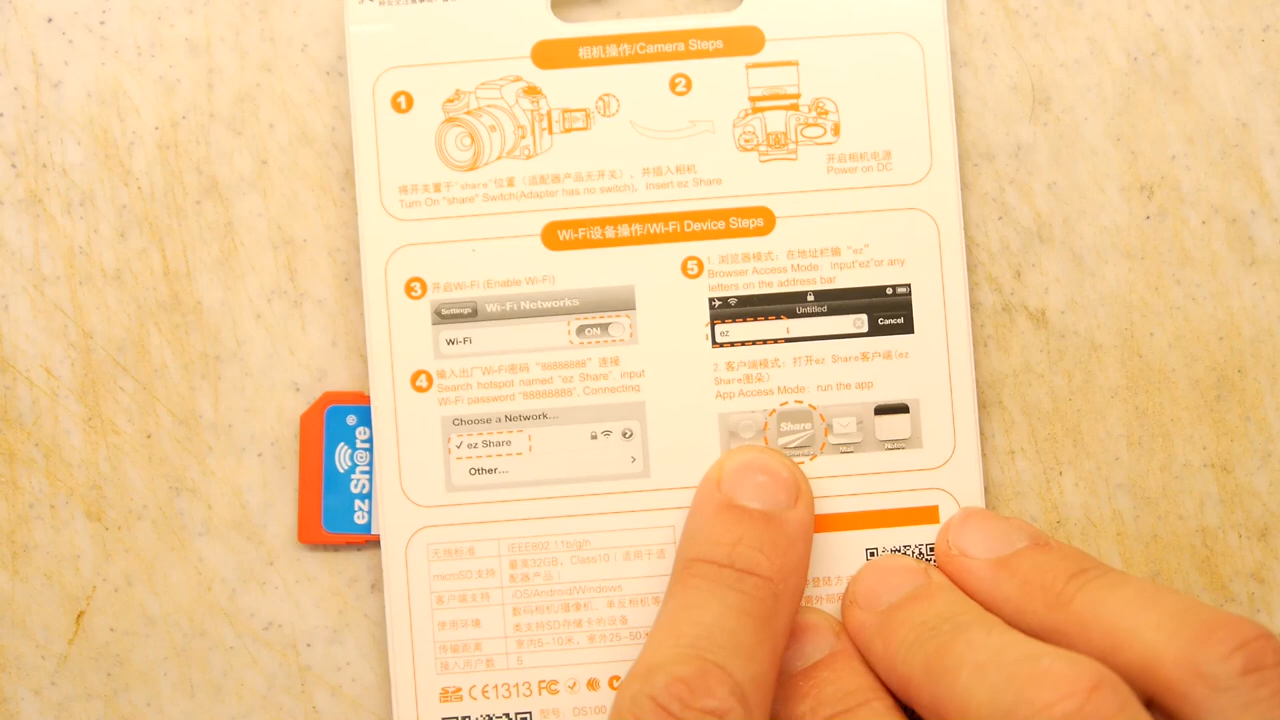 相机操作/Camera Steps
1
2
将开关置于"share"位置（适配器产品无开关），并插入相机
Turn On "share" Switch(Adapter has no switch), Insert ez Share
开启相机电源
Power on DC
Wi-Fi设备操作/Wi-Fi Device Steps
3 开启Wi-Fi (Enable Wi-Fi)
Settings Wi-Fi Networks
Wi-Fi ON
4 输入出厂Wi-Fi密码 "88888888" 连接
Search hotspot named "ez Share", input
Wi-Fi password "88888888", Connecting
Choose a Network...
ez Share
Other...
5 1. 浏览器模式：在地址栏输 "ez"
Browser Access Mode: Input"ez"or any
letters on the address bar
Untitled
ez Cancel
2. 客户端模式：打开ez Share客户端(ez
Share图朵)
App Access Mode: run the app
Share Mail Notes
ez Sh@re®
无线标准 IEEE802 11b/g/n
microSD支持 最高32GB, Class10（适用于适
配器产品）
客户端支持 iOS/Android/Windows
使用环境 数码相机/摄像机、单反相机等
类支持SD存储卡的设备
传输距离 室内5-10米，室外25-50
接入用户数 5
CE1313 FC
型号: DS100
登陆方
外部网